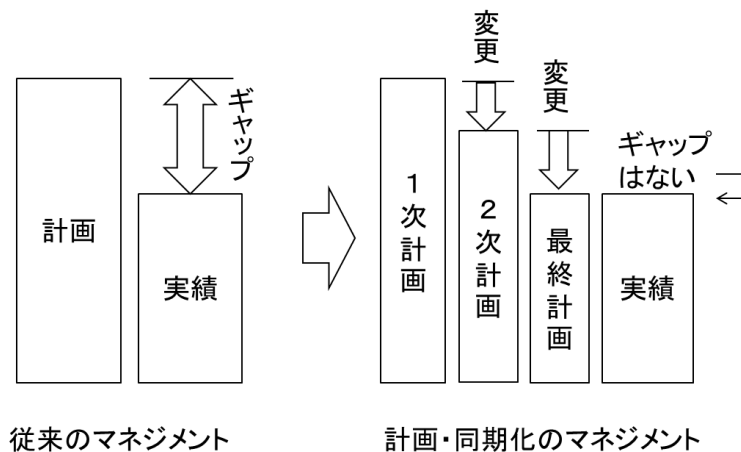 計画
ギャップ
実績
従来のマネジメント
変更
変更
1次計画
2次計画
最終計画
ギャップ
はない
実績
計画・同期化のマネジメント